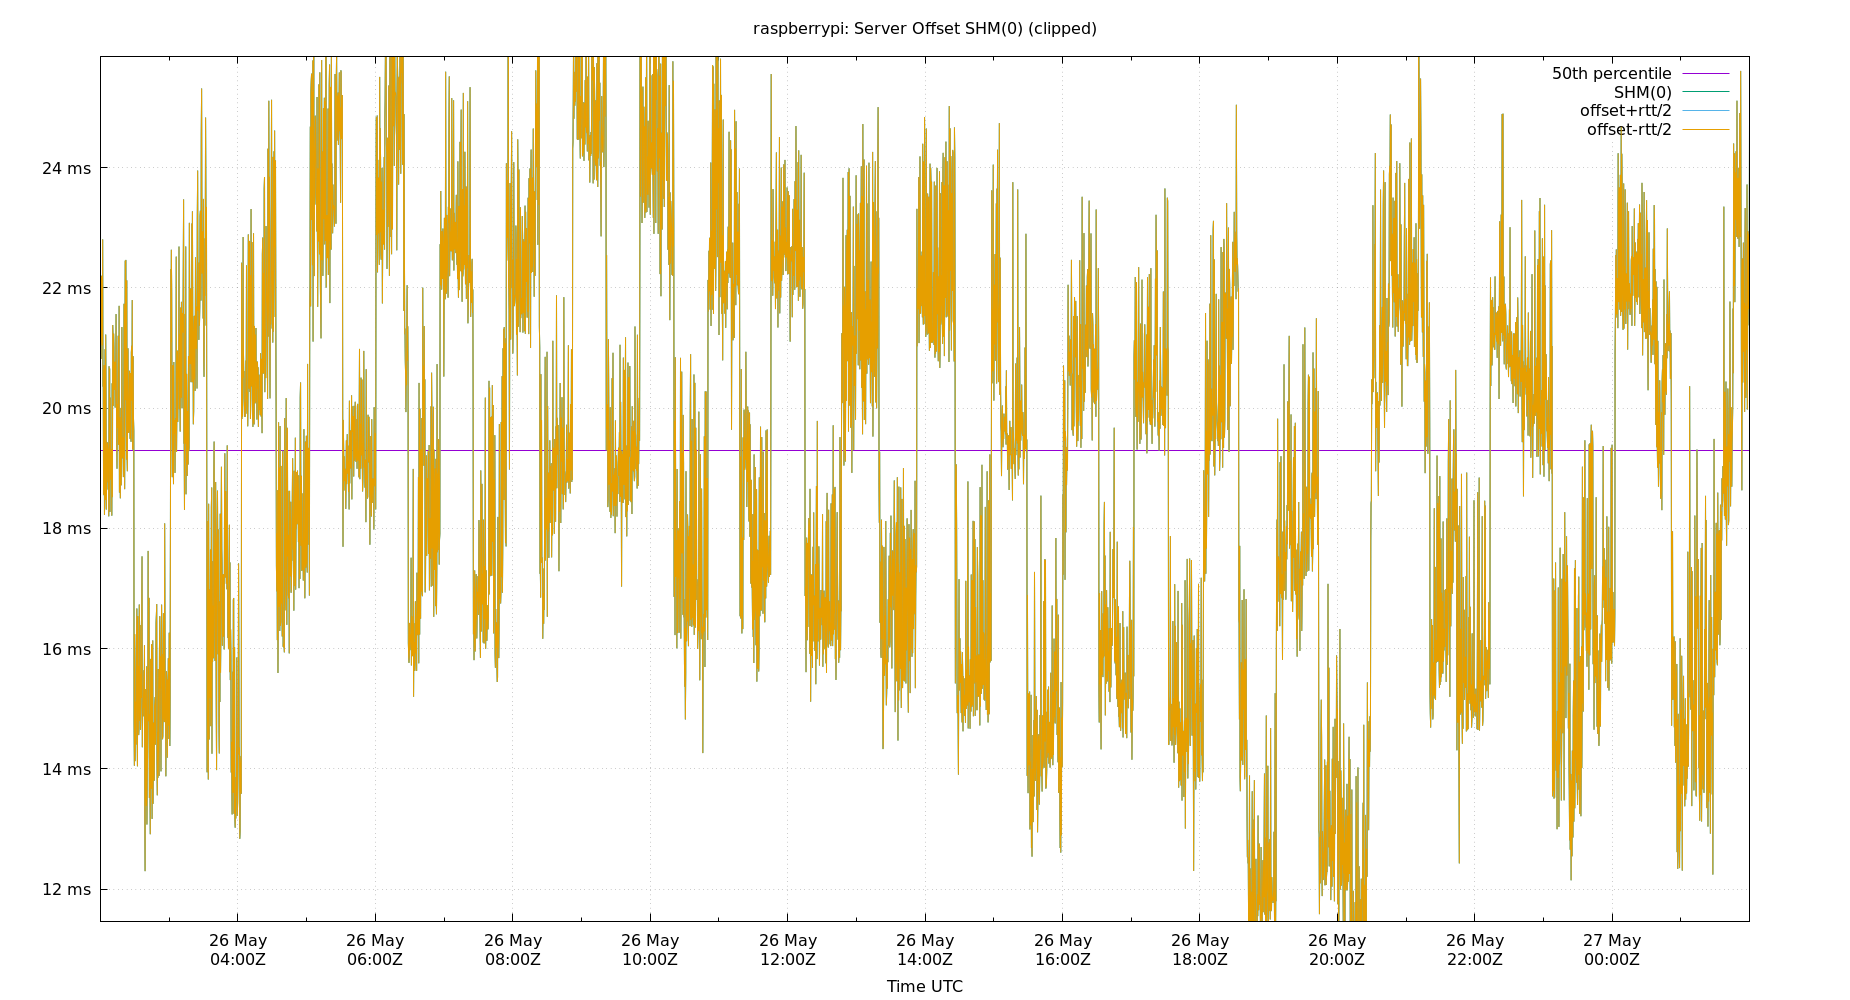 raspberrypi: Server Offset SHM(0) (clipped)
50th percentile
SHM(0)
offset+rtt/2
offset-rtt/2
24 ms
22 ms
20 ms
18 ms
16 ms
14 ms
12 ms
26 May 26 May 26 May 26 May 26 May 26 May 26 May 26 May 26 May 26 May 27 May
04:00Z 06:00Z 08:00Z 10:00Z 12:00Z 14:00Z 16:00Z 18:00Z 20:00Z 22:00Z 00:00Z
Time UTC